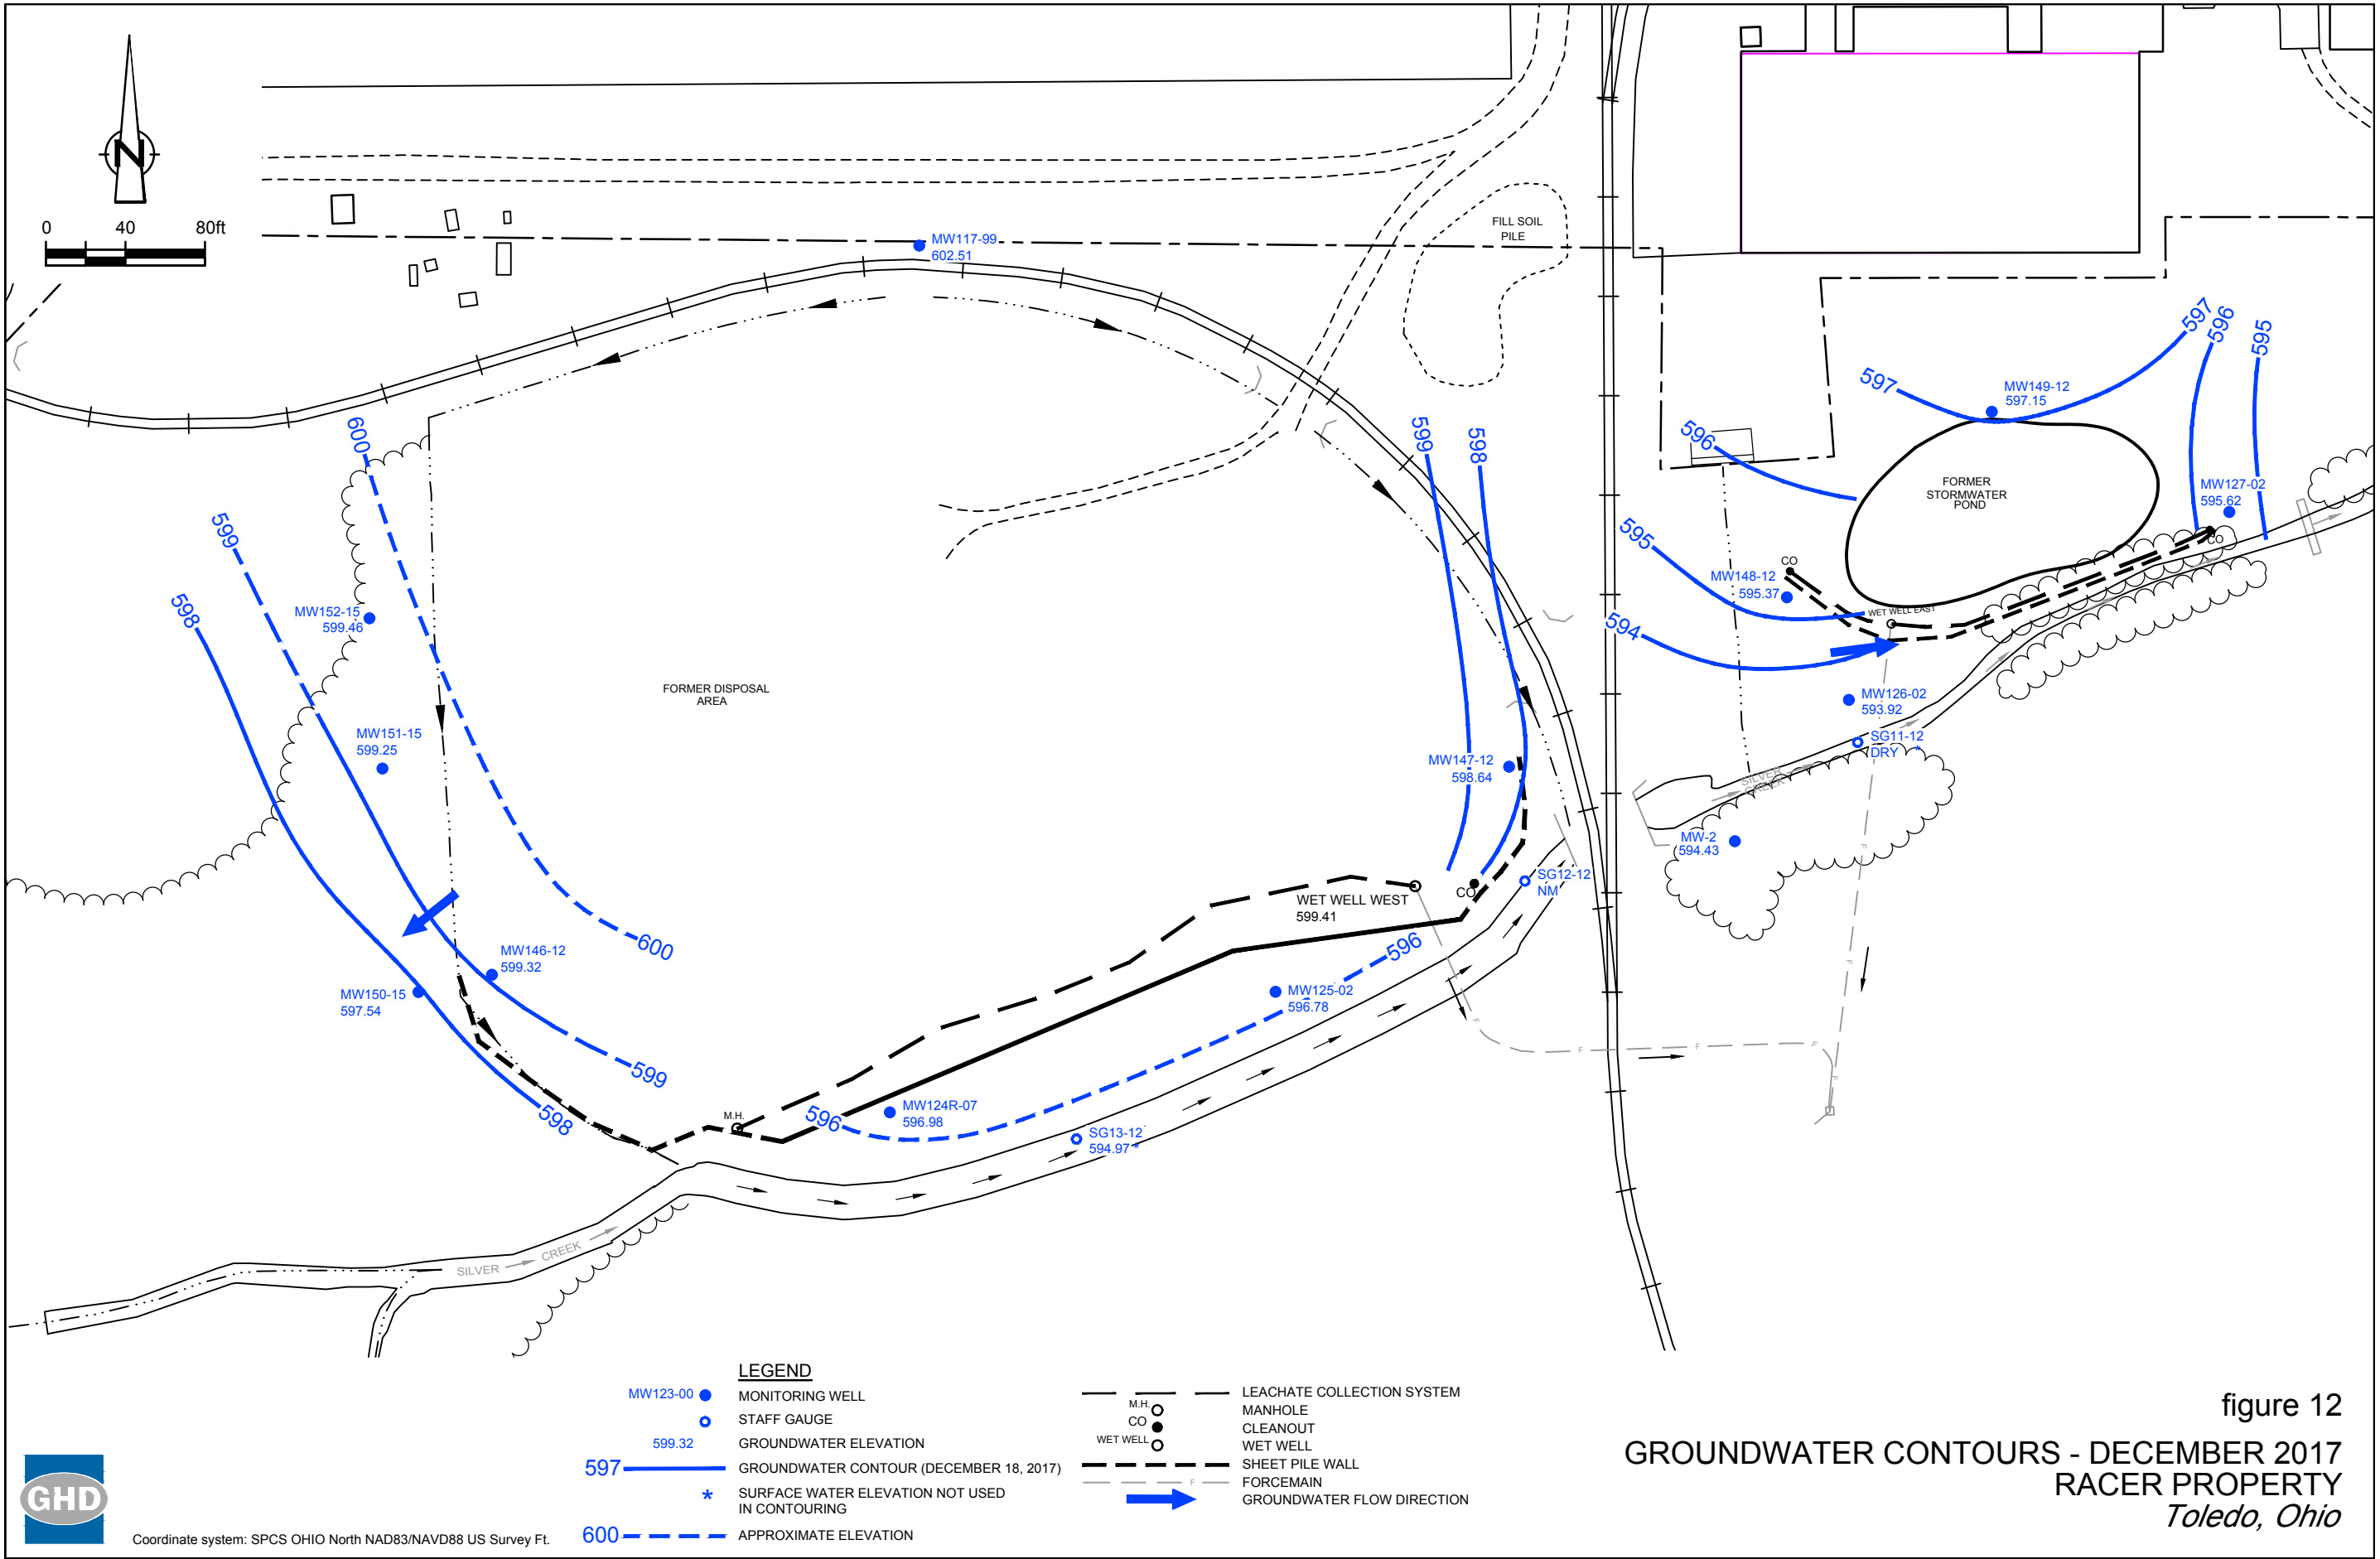 N
0 40 80ft
MW117-99
602.51
FILL SOIL
PILE
597
596
595
597
MW149-12
597.15
596
FORMER
STORMWATER
POND
MW127-02
595.62
CO
595
CO
MW148-12
595.37
WET WELL EAST
594
MW126-02
593.92
SG11-12
DRY *
SILVER
CREEK
MW-2
594.43
600
599
598
599
598
MW152-15
599.46
MW151-15
599.25
FORMER DISPOSAL
AREA
MW147-12
598.64
SG12-12
NM
CO
WET WELL WEST
599.41
600
596
MW146-12
599.32
MW150-15
597.54
MW125-02
596.78
599
598
M.H.
596
MW124R-07
596.98
SG13-12
594.97 *
F
F
F
F
F
F
F
F
SILVER
CREEK
LEGEND
MW123-00 MONITORING WELL
STAFF GAUGE
599.32 GROUNDWATER ELEVATION
597 GROUNDWATER CONTOUR (DECEMBER 18, 2017)
* SURFACE WATER ELEVATION NOT USED
IN CONTOURING
600 APPROXIMATE ELEVATION
LEACHATE COLLECTION SYSTEM
M.H. MANHOLE
CO CLEANOUT
WET WELL WET WELL
SHEET PILE WALL
F FORCEMAIN
GROUNDWATER FLOW DIRECTION
figure 12
GROUNDWATER CONTOURS - DECEMBER 2017
RACER PROPERTY
Toledo, Ohio
GHD
Coordinate system: SPCS OHIO North NAD83/NAVD88 US Survey Ft.